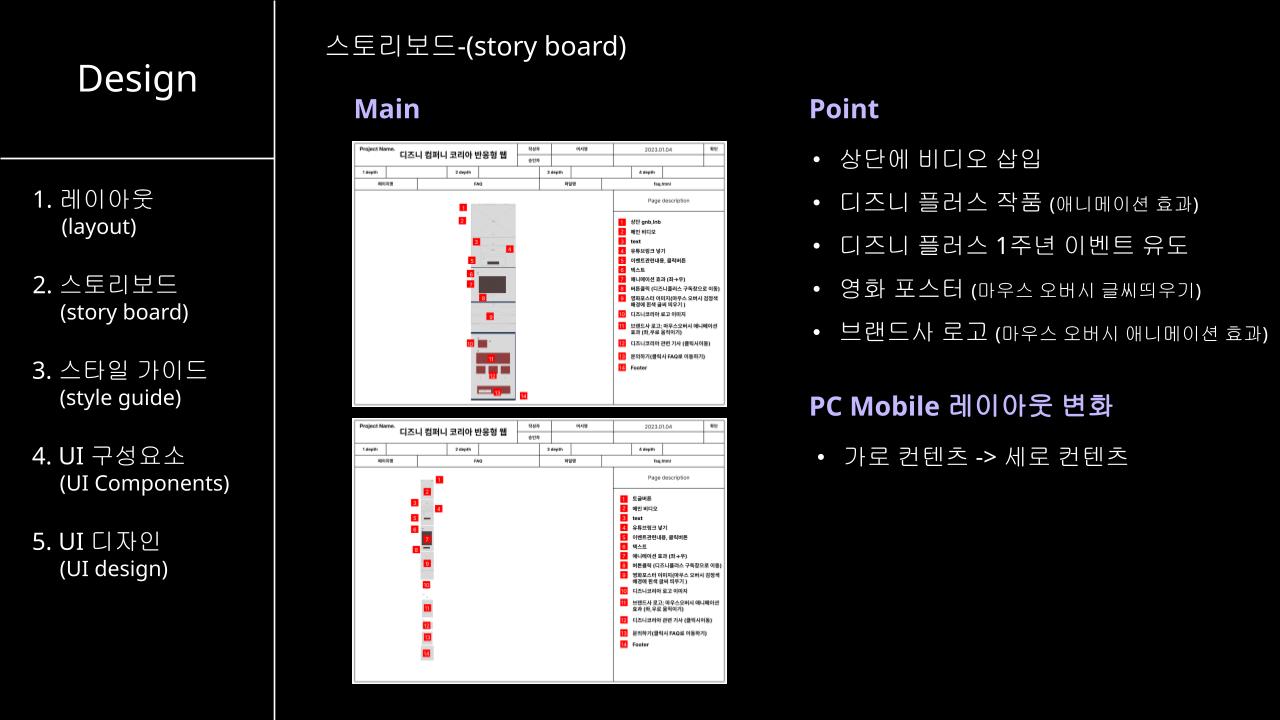 Design
1. 레이아웃
(layout)
2. 스토리보드
(story board)
3. 스타일 가이드
(style guide)
4. UI 구성요소
(UI Components)
5. UI 디자인
(UI design)
스토리보드-(story board)
Main
Project Name.
디즈니 컴퍼니 코리아 반응형 웹
작성자
이서영
2023.01.04
확인
승인자
1 depth
2 depth
3 depth
4 depth
페이지명
FAQ
파일명
faq.html
Page description
1 상단 gnb,lnb
2 메인 비디오
3 text
4 유튜브링크 넣기
5 이벤트관련내용, 클릭버튼
6 텍스트
7 애니메이션 효과 (좌->우)
8 버튼클릭 (디즈니플러스 구독창으로 이동)
9 영화포스터 이미지(마우스 오버시 검정색
배경에 흰색 글씨 띄우기 )
10 디즈니코리아 로고 이미지
11 브랜드사 로고: 마우스오버시 애니메이션
효과 (좌,우로 움직이기)
12 디즈니코리아 관련 기사 (클릭시이동)
13 문의하기(클릭시 FAQ로 이동하기)
14 Footer
Project Name.
디즈니 컴퍼니 코리아 반응형 웹
작성자
이서영
2023.01.04
확인
승인자
1 depth
2 depth
3 depth
4 depth
페이지명
FAQ
파일명
faq.html
Page description
1 토글버튼
2 메인 비디오
3 text
4 유튜브링크 넣기
5 이벤트관련내용, 클릭버튼
6 텍스트
7 애니메이션 효과 (좌->우)
8 버튼클릭 (디즈니플러스 구독창으로 이동)
9 영화포스터 이미지(마우스 오버시 검정색
배경에 흰색 글씨 띄우기 )
10 디즈니코리아 로고 이미지
11 브랜드사 로고: 마우스오버시 애니메이션
효과 (좌,우로 움직이기)
12 디즈니코리아 관련 기사 (클릭시이동)
13 문의하기(클릭시 FAQ로 이동하기)
14 Footer
Point
• 상단에 비디오 삽입
• 디즈니 플러스 작품 (애니메이션 효과)
• 디즈니 플러스 1주년 이벤트 유도
• 영화 포스터 (마우스 오버시 글씨띄우기)
• 브랜드사 로고 (마우스 오버시 애니메이션 효과)
PC Mobile 레이아웃 변화
• 가로 컨텐츠 -> 세로 컨텐츠